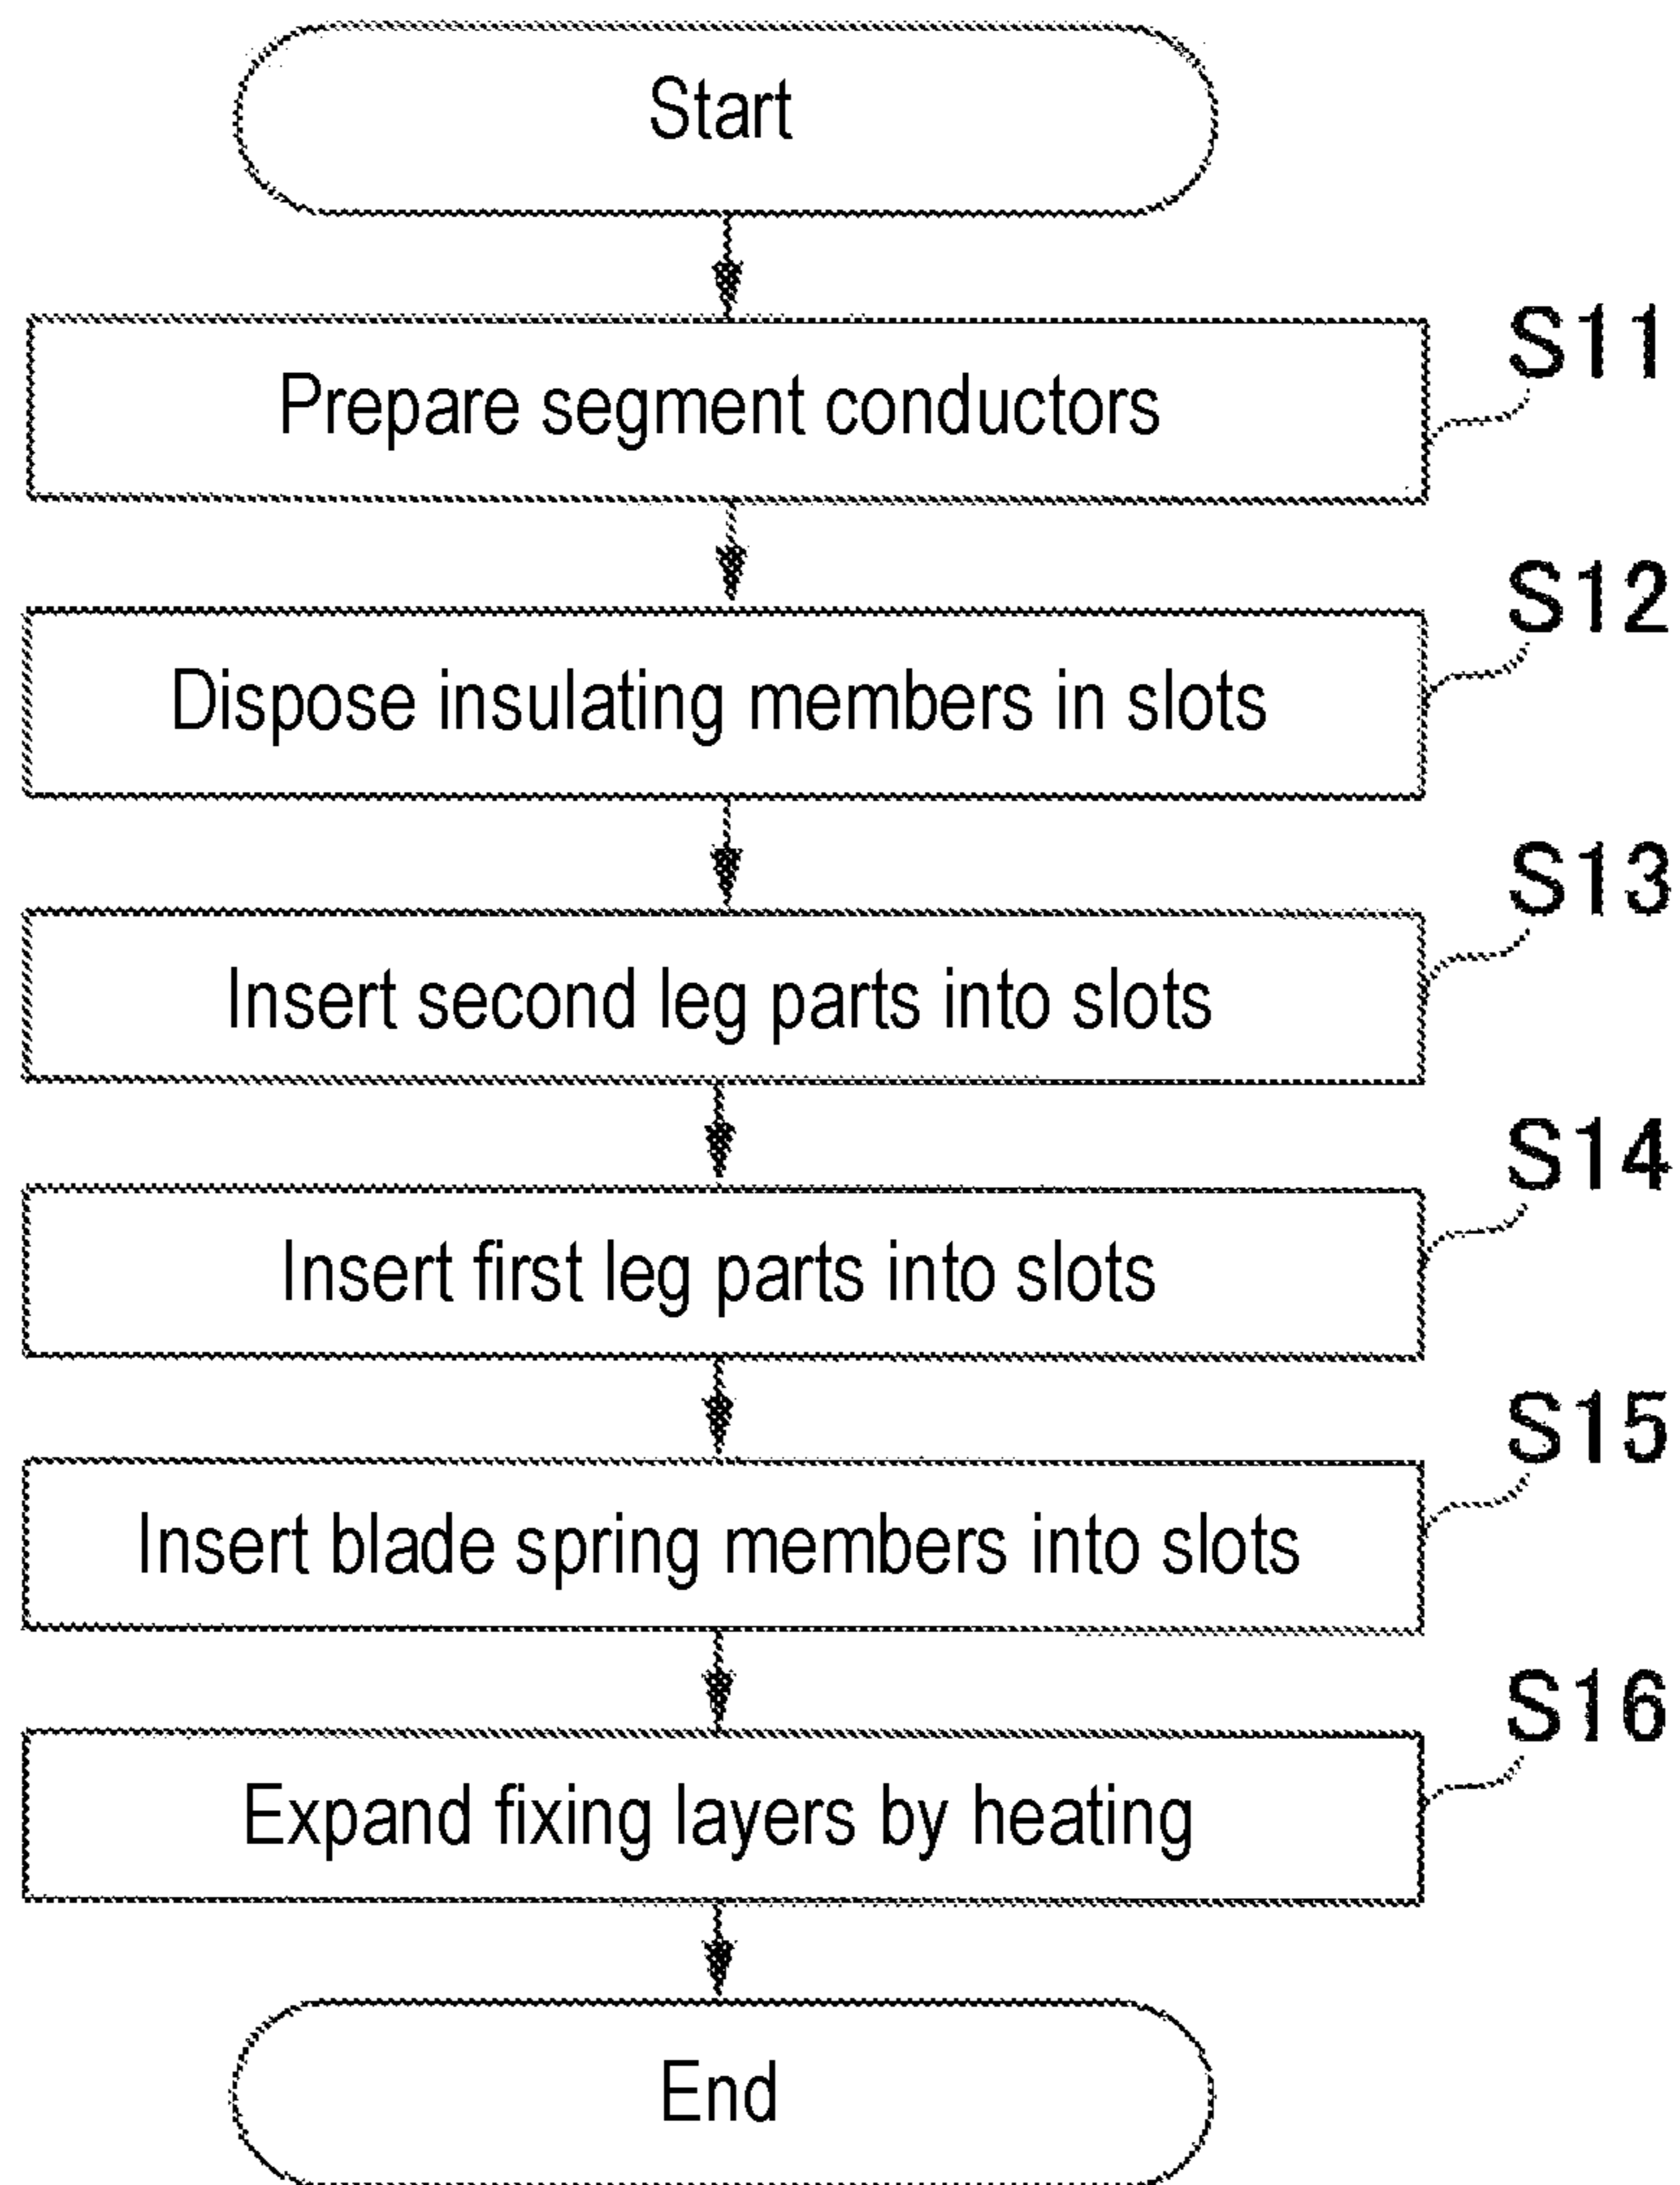 Start
S11
Prepare segment conductors
S12
Dispose insulating members in slots
S13
Insert second leg parts into slots
S14
Insert first leg parts into slots
S15
Insert blade spring members into slots
S16
Expand fixing layers by heating
End